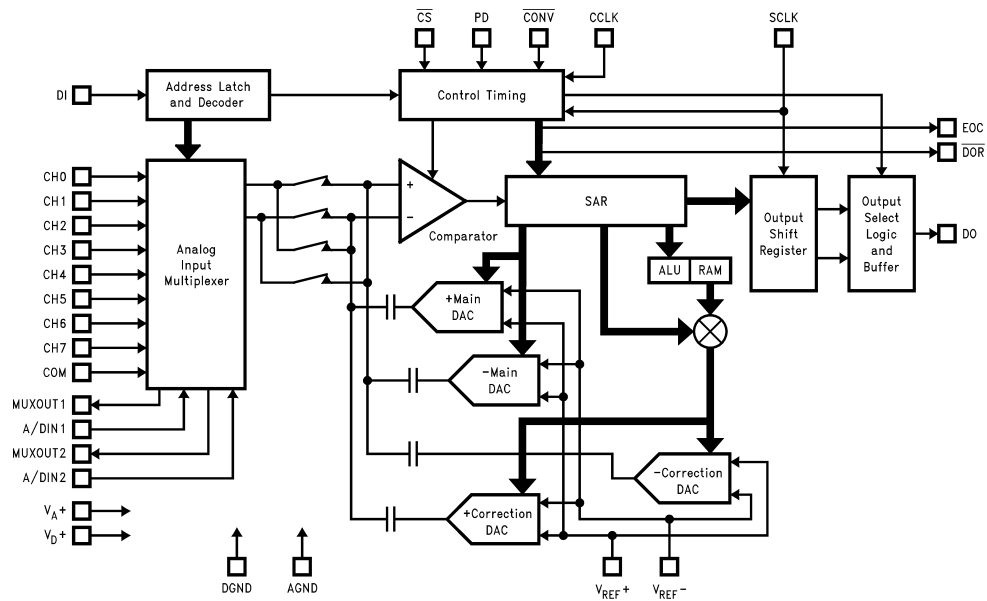 CS
PD
CONV
CCLK
SCLK
DI
Address Latch
and Decoder
Control Timing
EOC
DOR
CH0
CH1
CH2
CH3
CH4
CH5
CH6
CH7
COM
MUXOUT1
A/DIN1
MUXOUT2
A/DIN2
VA+
VD+
Analog
Input
Multiplexer
+
−
Comparator
SAR
Output
Shift
Register
Output
Select
Logic
and
Buffer
DO
ALU
RAM
+Main
DAC
−Main
DAC
−Correction
DAC
+Correction
DAC
DGND
AGND
VREF+
VREF−